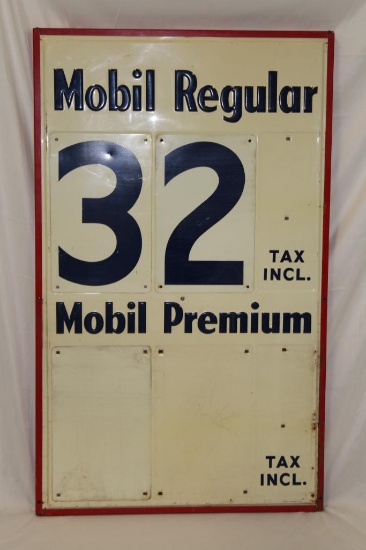 Mobil Regular
32
TAX
INCL.
Mobil Premium
TAX
INCL.